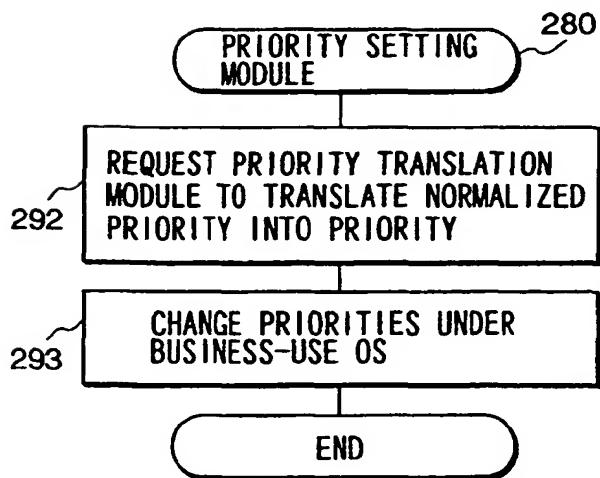 PRIORITY SETTING
MODULE
280
REQUEST PRIORITY TRANSLATION
MODULE TO TRANSLATE NORMALIZED
PRIORITY INTO PRIORITY
292
CHANGE PRIORITIES UNDER
BUSINESS-USE OS
293
END